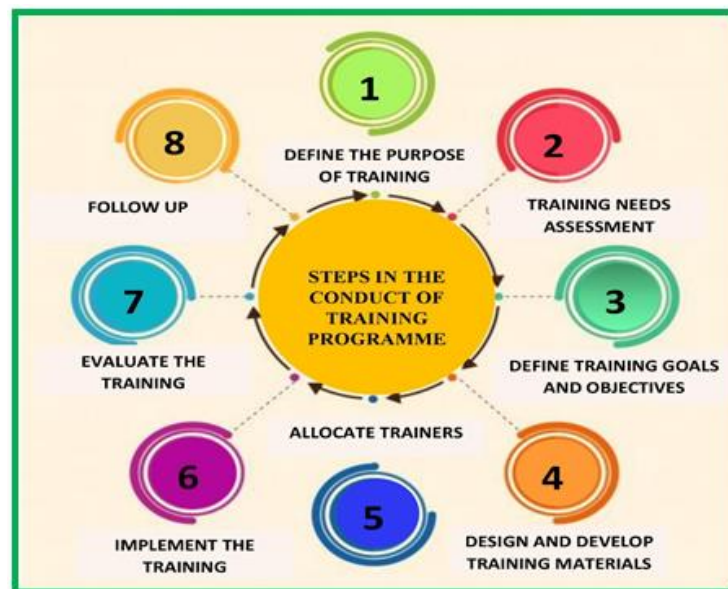 1
DEFINE THE PURPOSE
OF TRAINING
2
TRAINING NEEDS
ASSESSMENT
3
DEFINE TRAINING GOALS
AND OBJECTIVES
4
DESIGN AND DEVELOP
TRAINING MATERIALS
5
ALLOCATE TRAINERS
6
IMPLEMENT THE
TRAINING
7
EVALUATE THE
TRAINING
8
FOLLOW UP
STEPS IN THE
CONDUCT OF
TRAINING
PROGRAMME